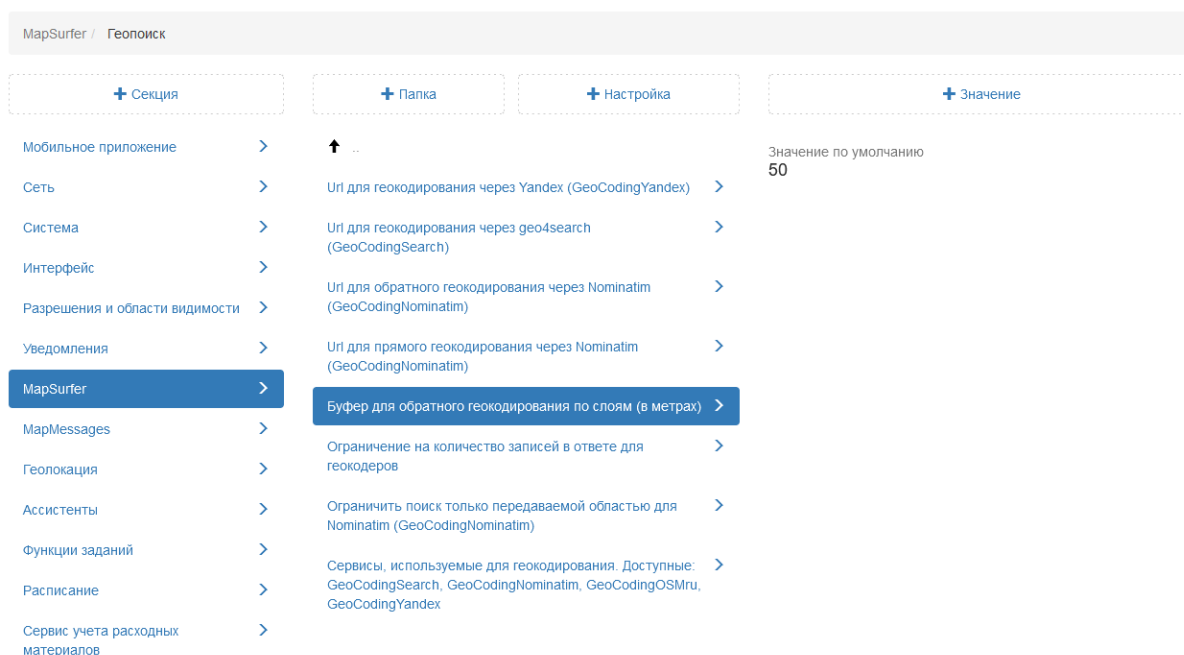 MapSurfer / Геопоиск
Секция
Папка
Настройка
Значение
Мобильное приложение
Сеть
Система
Интерфейс
Разрешения и области видимости
Уведомления
MapSurfer
MapMessages
Геолокация
Ассистенты
Функции заданий
Расписание
Сервис учета расходных
материалов
..
Url для геокодирования через Yandex (GeoCodingYandex)
Url для геокодирования через geo4search
(GeoCodingSearch)
Url для обратного геокодирования через Nominatim
(GeoCodingNominatim)
Url для прямого геокодирования через Nominatim
(GeoCodingNominatim)
Буфер для обратного геокодирования по слоям (в метрах)
Ограничение на количество записей в ответе для
геокодеров
Ограничить поиск только передаваемой областью для
Nominatim (GeoCodingNominatim)
Сервисы, используемые для геокодирования. Доступные:
GeoCodingSearch, GeoCodingNominatim, GeoCodingOSMru,
GeoCodingYandex
Значение по умолчанию
50